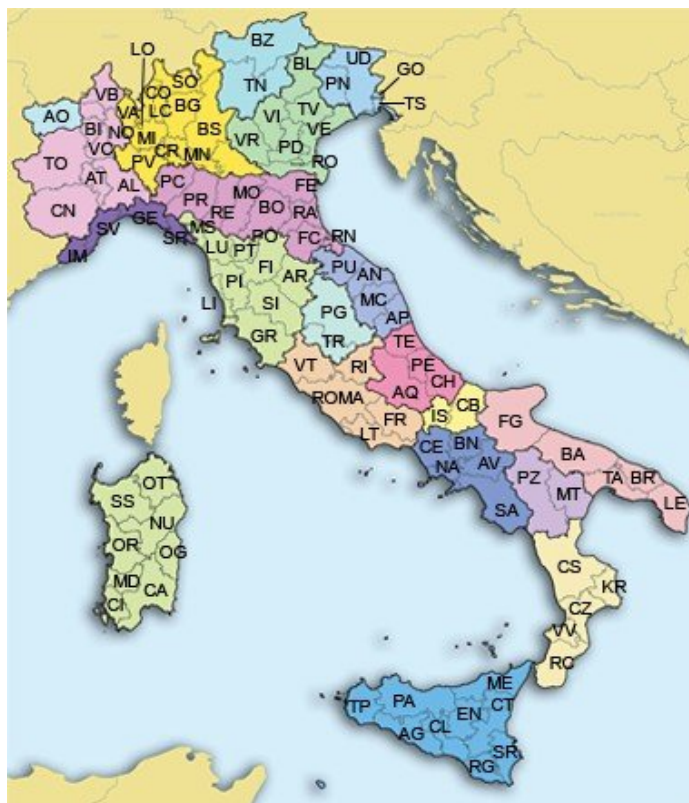 BZ
LO
BL
UD
SO
GO
TN
PN
CO
VB
TS
VA
LC
BG
TV
AO
VI
BI
NO
MI
BS
VE
VC
VR
PD
TO
PV
CR
MN
RO
AT
AL
PC
FE
PR
MO
CN
GE
RE
BO
RA
SV
MS
SR
PO
FC
RN
IM
LU
PT
FI
PU
AN
PI
AR
LI
SI
MC
PG
AP
GR
TR
TE
VT
RI
PE
CH
ROMA
AQ
CB
FR
IS
FG
LT
CE
BN
BA
NA
AV
PZ
TA
BR
OT
MT
SS
LE
SA
NU
OR
OG
CS
MD
CA
KR
CI
CZ
VV
RC
ME
TP
PA
CT
EN
CL
AG
SR
RG